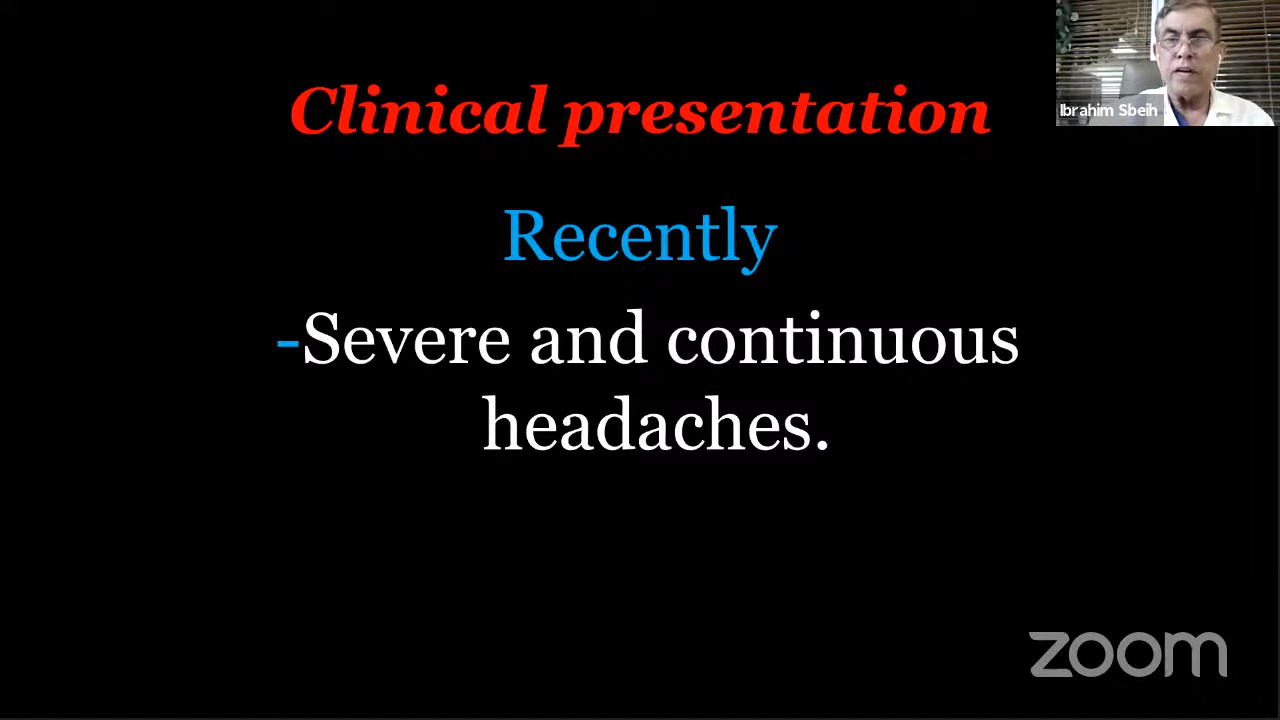 Clinical presentation
Ibrahim Sbeih
Recently
-Severe and continuous
headaches.
zoom